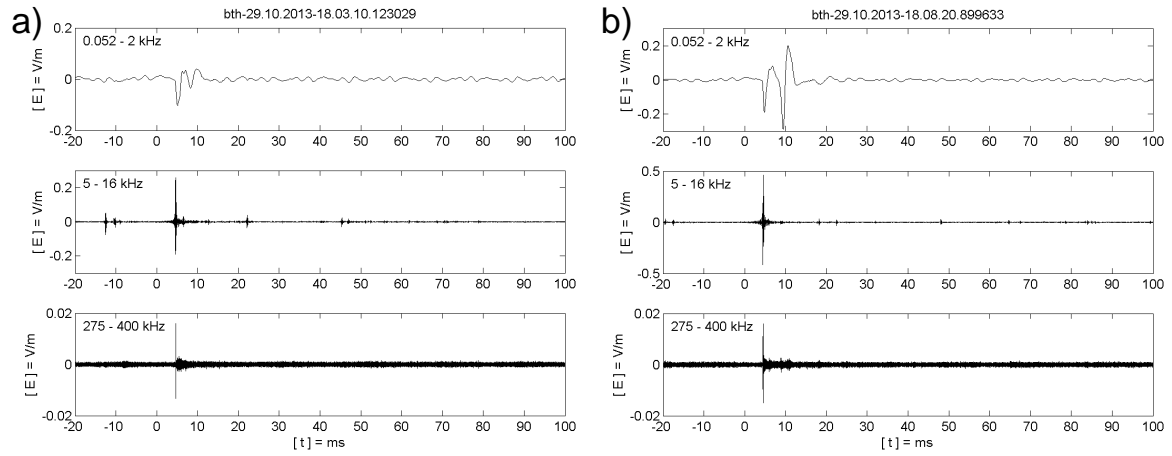 a)
bth-29.10.2013-18.03.10.123029
0.052 - 2 kHz
[ E ] = V/m
0.2
0
-0.2
-20 -10 0 10 20 30 40 50 60 70 80 90 100
5 - 16 kHz
[ E ] = V/m
0.2
0
-0.2
-20 -10 0 10 20 30 40 50 60 70 80 90 100
275 - 400 kHz
[ E ] = V/m
0.02
0
-0.02
-20 -10 0 10 20 30 40 50 60 70 80 90 100
[ t ] = ms
b)
bth-29.10.2013-18.08.20.899633
0.052 - 2 kHz
[ E ] = V/m
0.2
0
-0.2
-20 -10 0 10 20 30 40 50 60 70 80 90 100
5 - 16 kHz
[ E ] = V/m
0.5
0
-0.5
-20 -10 0 10 20 30 40 50 60 70 80 90 100
275 - 400 kHz
[ E ] = V/m
0.02
0
-0.02
-20 -10 0 10 20 30 40 50 60 70 80 90 100
[ t ] = ms